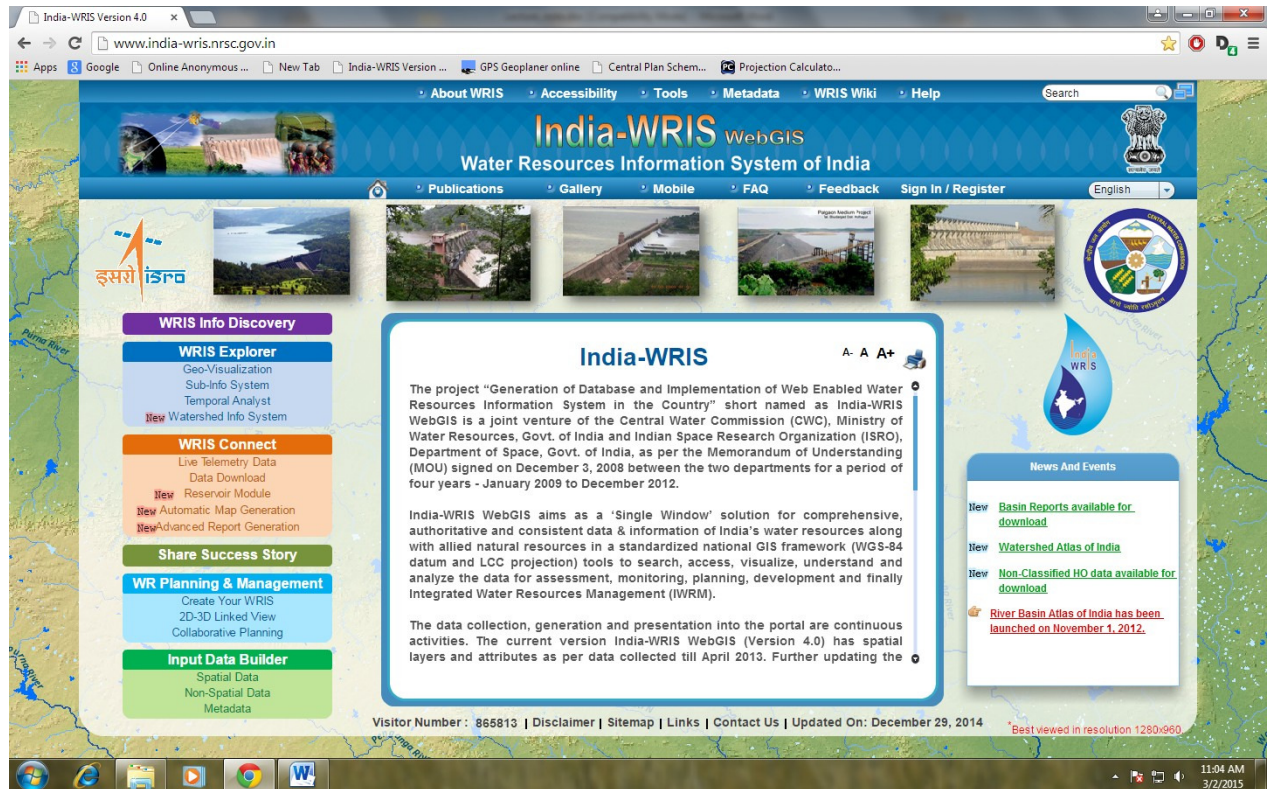 India-WRIS Version 4.0
www.india-wris.nrsc.gov.in
Apps Google Online Anonymous ... New Tab India-WRIS Version ... GPS Geoplaner online Central Plan Schem... Projection Calculato...
About WRIS Accessibility Tools Metadata WRIS Wiki Help Search
India-WRIS WebGIS
Water Resources Information System of India
Publications Gallery Mobile FAQ Feedback Sign In / Register English
इसरो isro
CENTRAL WATER COMMISSION
WRIS Info Discovery
WRIS Explorer
Geo-Visualization
Sub-Info System
Temporal Analyst
New Watershed Info System
WRIS Connect
Live Telemetry Data
Data Download
New Reservoir Module
New Automatic Map Generation
New Advanced Report Generation
Share Success Story
WR Planning & Management
Create Your WRIS
2D-3D Linked View
Collaborative Planning
Input Data Builder
Spatial Data
Non-Spatial Data
Metadata
India-WRIS A- A A+
The project “Generation of Database and Implementation of Web Enabled Water
Resources Information System in the Country” short named as India-WRIS
WebGIS is a joint venture of the Central Water Commission (CWC), Ministry of
Water Resources, Govt. of India and Indian Space Research Organization (ISRO),
Department of Space, Govt. of India, as per the Memorandum of Understanding
(MOU) signed on December 3, 2008 between the two departments for a period of
four years - January 2009 to December 2012.
India-WRIS WebGIS aims as a ‘Single Window’ solution for comprehensive,
authoritative and consistent data & information of India's water resources along
with allied natural resources in a standardized national GIS framework (WGS-84
datum and LCC projection) tools to search, access, visualize, understand and
analyze the data for assessment, monitoring, planning, development and finally
Integrated Water Resources Management (IWRM).
The data collection, generation and presentation into the portal are continuous
activities. The current version India-WRIS WebGIS (Version 4.0) has spatial
layers and attributes as per data collected till April 2013. Further updating the
India
WRIS
News And Events
New Basin Reports available for
download
New Watershed Atlas of India
New Non-Classified HO data available for
download
River Basin Atlas of India has been
launched on November 1, 2012.
Visitor Number : 865813 | Disclaimer | Sitemap | Links | Contact Us | Updated On: December 29, 2014
*Best viewed in resolution 1280x960
Purna River
11:04 AM
3/2/2015